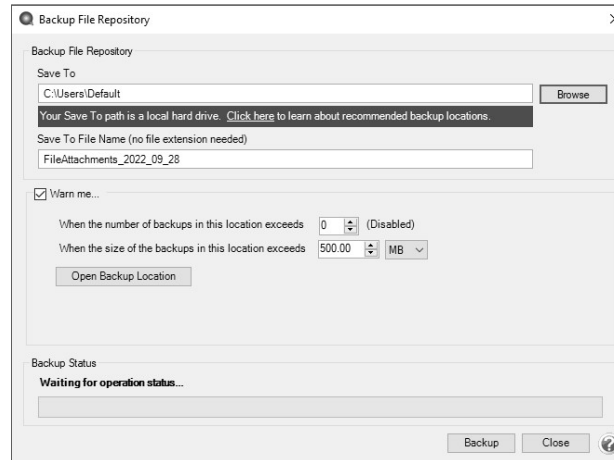 Backup File Repository
Backup File Repository
Save To
C:\Users\Default
Browse
Your Save To path is a local hard drive. Click here to learn about recommended backup locations.
Save To File Name (no file extension needed)
FileAttachments_2022_09_28
Warn me...
When the number of backups in this location exceeds 0 (Disabled)
When the size of the backups in this location exceeds 500.00 MB
Open Backup Location
Backup Status
Waiting for operation status...
Backup Close ?